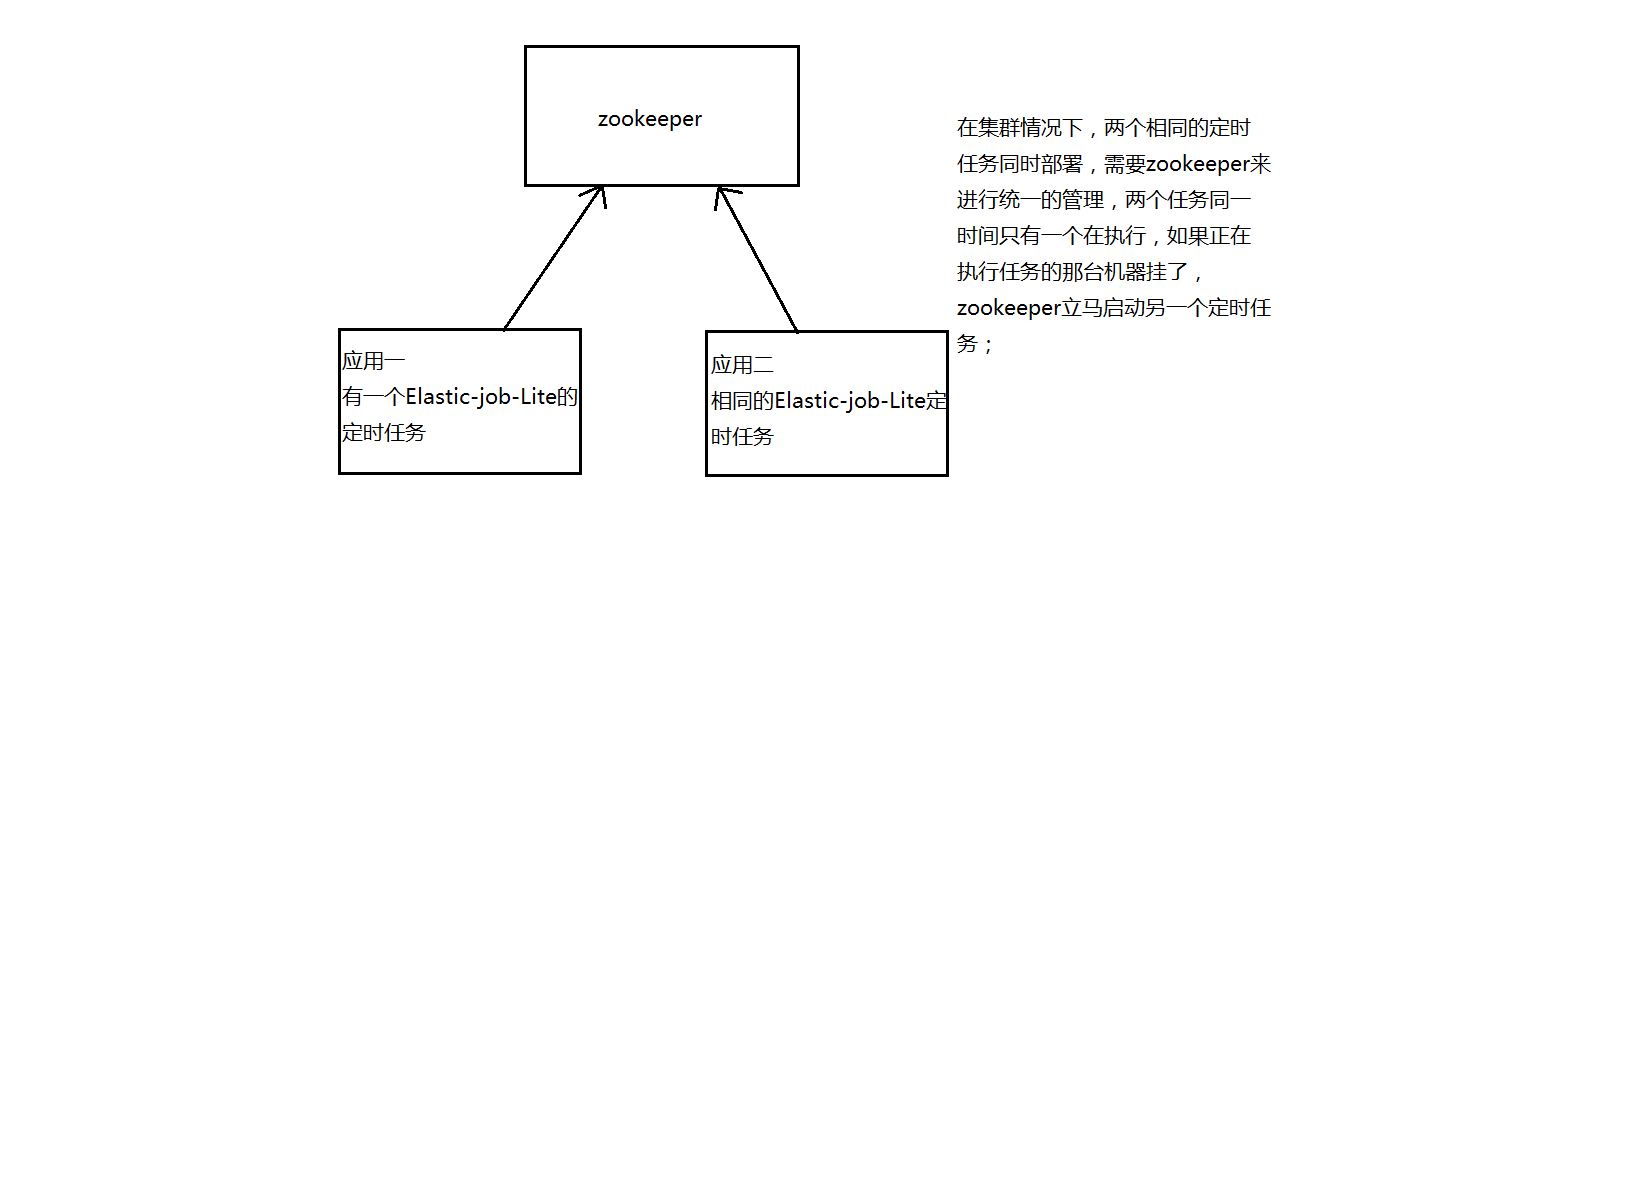 zookeeper
在集群情况下，两个相同的定时
任务同时部署，需要zookeeper来
进行统一的管理，两个任务同一
时间只有一个在执行，如果正在
执行任务的那台机器挂了，
zookeeper立马启动另一个定时任
务；
应用一
有一个Elastic-job-Lite的
定时任务
应用二
相同的Elastic-job-Lite定
时任务